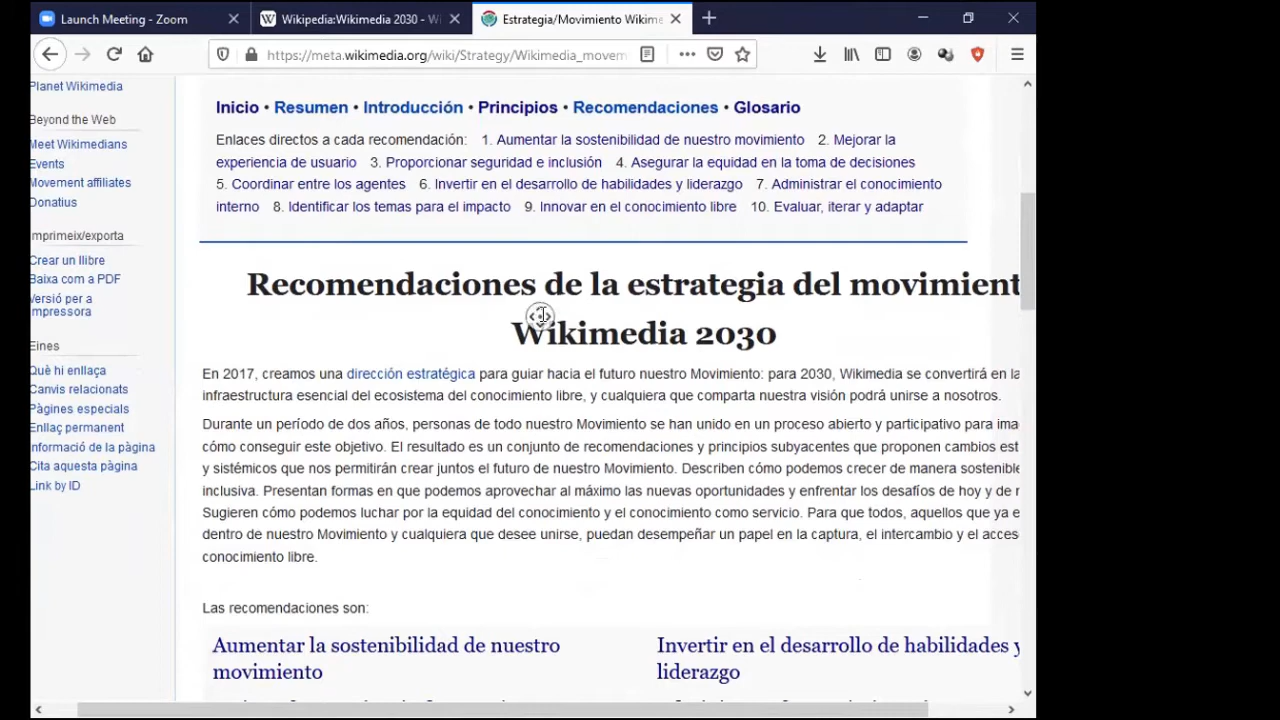 Launch Meeting - Zoom
Wikipedia:Wikimedia 2030 - W
Estrategia/Movimiento Wikime
https://meta.wikimedia.org/wiki/Strategy/Wikimedia_movem
Planet Wikimedia
Beyond the Web
Meet Wikimedians
Events
Movement affiliates
Donatius
Imprimeix/exporta
Crear un llibre
Baixa com a PDF
Versió per a
impressora
Eines
Què hi enllaça
Canvis relacionats
Pàgines especials
Enllaç permanent
Informació de la pàgina
Cita aquesta pàgina
Link by ID
Inicio • Resumen • Introducción • Principios • Recomendaciones • Glosario
Enlaces directos a cada recomendación: 1. Aumentar la sostenibilidad de nuestro movimiento 2. Mejorar la
experiencia de usuario 3. Proporcionar seguridad e inclusión 4. Asegurar la equidad en la toma de decisiones
5. Coordinar entre los agentes 6. Invertir en el desarrollo de habilidades y liderazgo 7. Administrar el conocimiento
interno 8. Identificar los temas para el impacto 9. Innovar en el conocimiento libre 10. Evaluar, iterar y adaptar
Recomendaciones de la estrategia del movimient
Wikimedia 2030
En 2017, creamos una dirección estratégica para guiar hacia el futuro nuestro Movimiento: para 2030, Wikimedia se convertirá en la
infraestructura esencial del ecosistema del conocimiento libre, y cualquiera que comparta nuestra visión podrá unirse a nosotros.
Durante un período de dos años, personas de todo nuestro Movimiento se han unido en un proceso abierto y participativo para ima
cómo conseguir este objetivo. El resultado es un conjunto de recomendaciones y principios subyacentes que proponen cambios est
y sistémicos que nos permitirán crear juntos el futuro de nuestro Movimiento. Describen cómo podemos crecer de manera sostenible
inclusiva. Presentan formas en que podemos aprovechar al máximo las nuevas oportunidades y enfrentar los desafíos de hoy y de
Sugieren cómo podemos luchar por la equidad del conocimiento y el conocimiento como servicio. Para que todos, aquellos que ya e
dentro de nuestro Movimiento y cualquiera que desee unirse, puedan desempeñar un papel en la captura, el intercambio y el acces
conocimiento libre.
Las recomendaciones son:
Aumentar la sostenibilidad de nuestro
movimiento
Invertir en el desarrollo de habilidades y
liderazgo